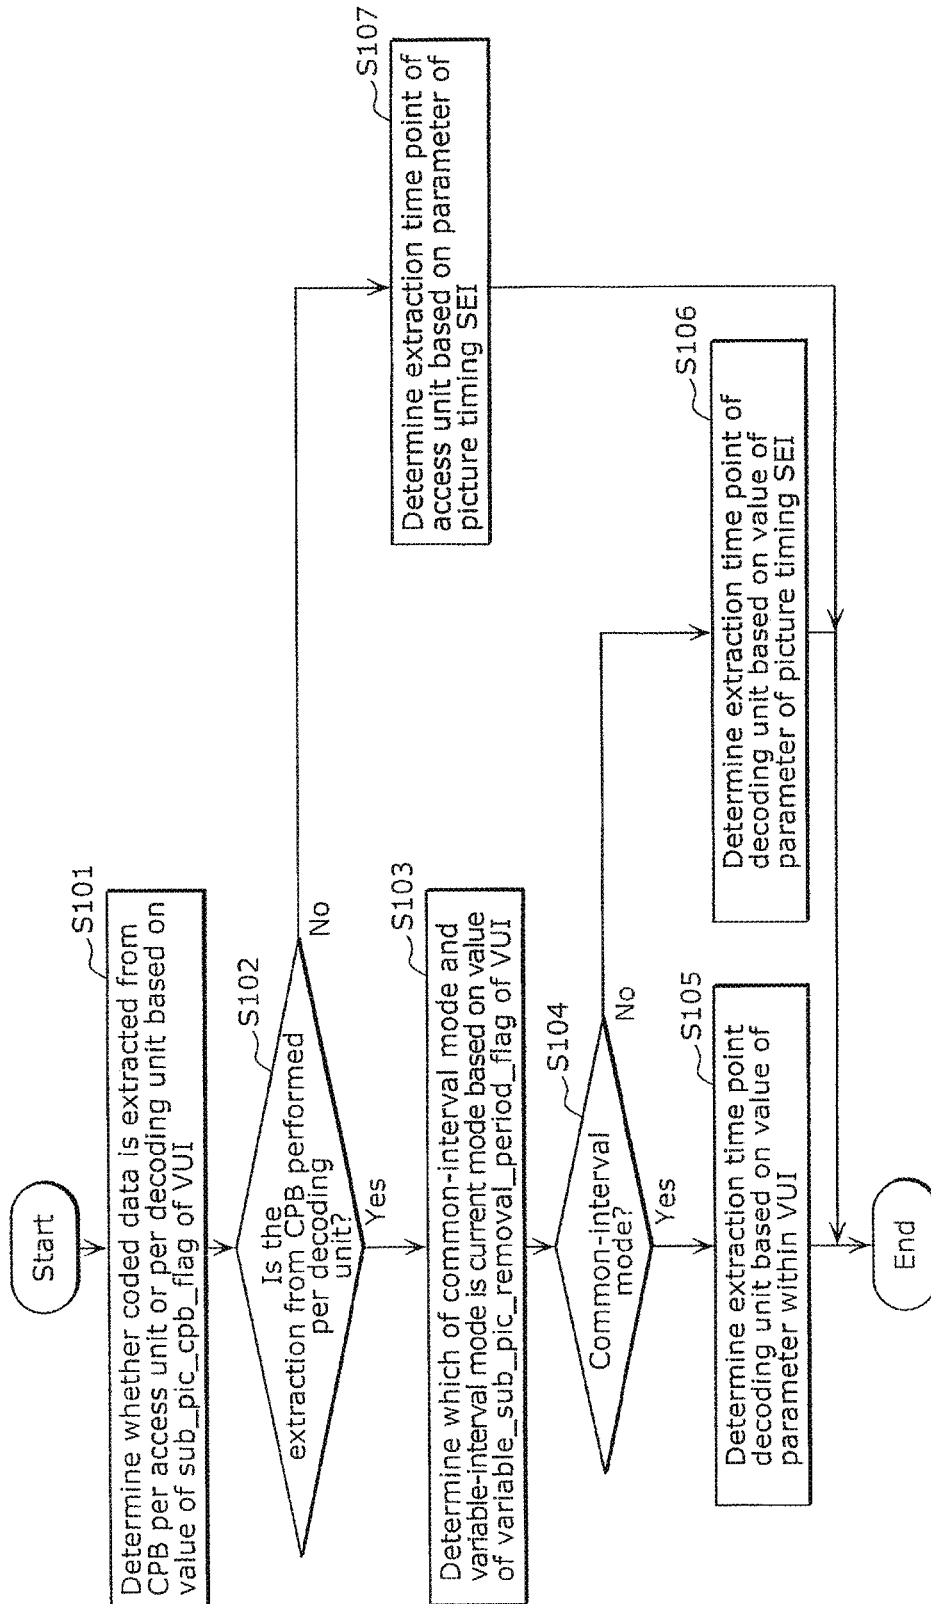 Start
S101
Determine whether coded data is extracted from
CPB per access unit or per decoding unit based on
value of sub_pic_cpb_flag of VUI
S102
Is the
extraction from CPB performed
per decoding
unit?
No
Yes
S103
Determine which of common-interval mode and
variable-interval mode is current mode based on value
of variable_sub_pic_removal_period_flag of VUI
S104
Common-interval
mode?
No
Yes
S105
Determine extraction time point
decoding unit based on value of
parameter within VUI
S106
Determine extraction time point of
decoding unit based on value of
parameter of picture timing SEI
S107
Determine extraction time point of
access unit based on parameter of
picture timing SEI
End